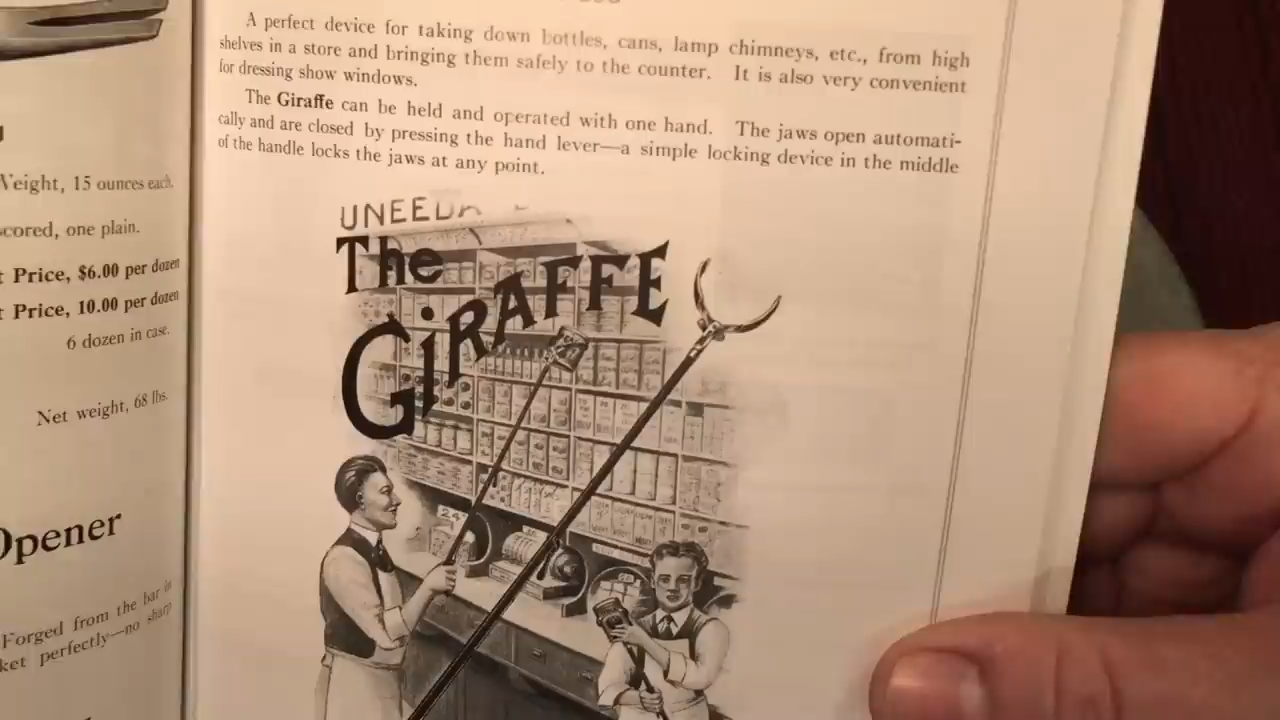 Weight, 15 ounces each.
scored, one plain.
Price, $6.00 per dozen
Price, 10.00 per dozen
6 dozen in case.
Net weight, 68 lbs.
Opener
Forged from the bar in
perfectly—no sharp
A perfect device for taking down bottles, cans, lamp chimneys, etc., from high
shelves in a store and bringing them safely to the counter. It is also very convenient
for dressing show windows.
The Giraffe can be held and operated with one hand. The jaws open automati-
cally and are closed by pressing the hand lever—a simple locking device in the middle
of the handle locks the jaws at any point.
UNEEDA
The
GiRAFFE
24